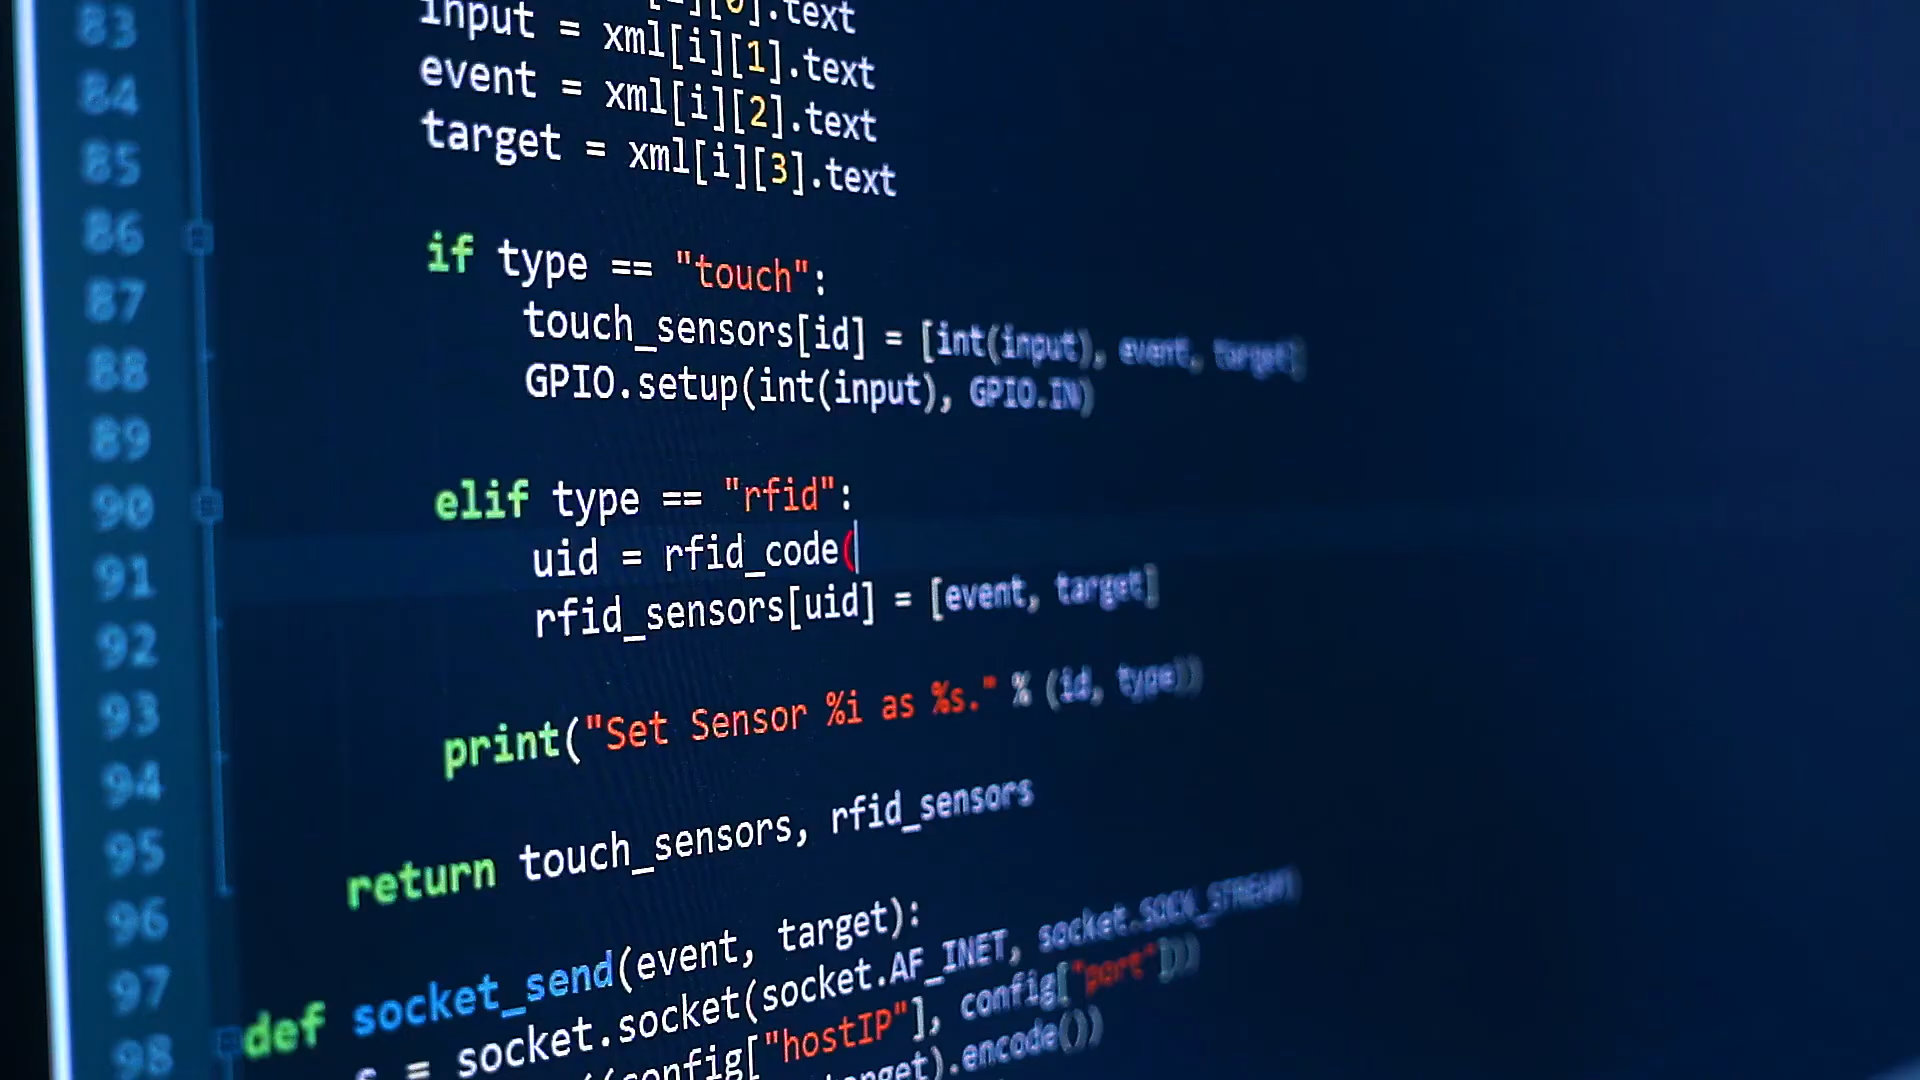 83
84
85
86
87
88
89
90
91
92
93
94
95
96
97
98
[0].text
input = xml[i][1].text
event = xml[i][2].text
target = xml[i][3].text
if type == "touch":
touch_sensors[id] = [int(input), event, target]
GPIO.setup(int(input), GPIO.IN)
elif type == "rfid":
uid = rfid_code(
rfid_sensors[uid] = [event, target]
print("Set Sensor %i as %s." % (id, type))
return touch_sensors, rfid_sensors
def socket_send(event, target):
s = socket.socket(socket.AF_INET, socket.SOCK_STREAM)
((config["hostIP"], config["port"]))
target).encode())